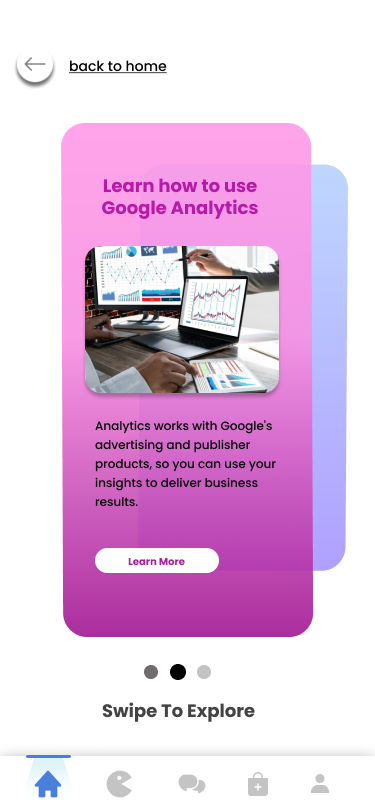 back to home
Learn how to use
Google Analytics
Analytics works with Google's
advertising and publisher
products, so you can use your
insights to deliver business
results.
Learn More
Swipe To Explore